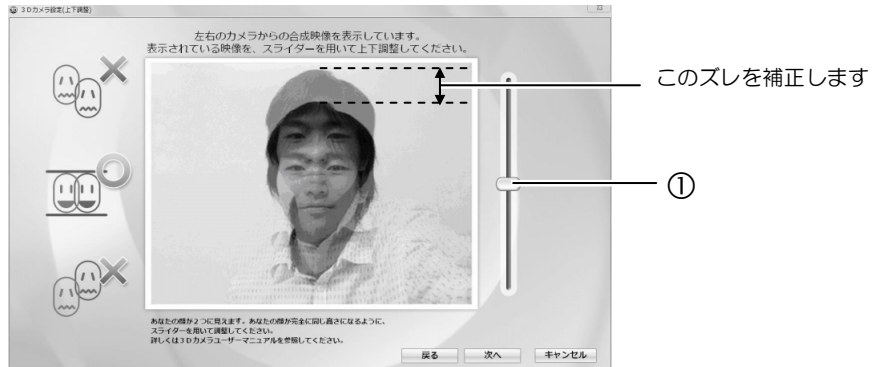 3Dカメラ設定(上下調整)
左右のカメラからの合成映像を表示しています。
表示されている映像を、スライダーを用いて上下調整してください。
このズレを補正します
①
あなたの顔が2つに見えます。あなたの顔が完全に同じ高さになるように、
スライダーを用いて調整してください。
詳しくは3Dカメラユーザーマニュアルを参照してください。
戻る
次へ
キャンセル